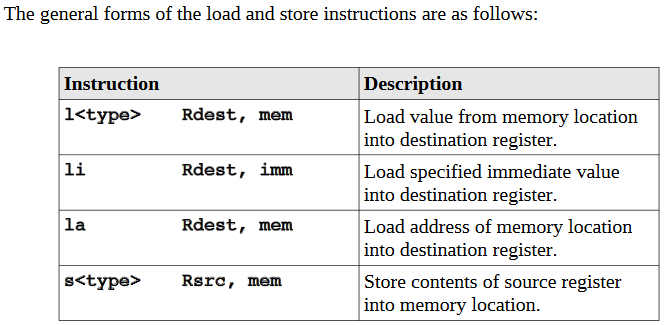 The general forms of the load and store instructions are as follows:
Instruction Description
l<type> Rdest, mem Load value from memory location
into destination register.
li Rdest, imm Load specified immediate value
into destination register.
la Rdest, mem Load address of memory location
into destination register.
s<type> Rsrc, mem Store contents of source register
into memory location.